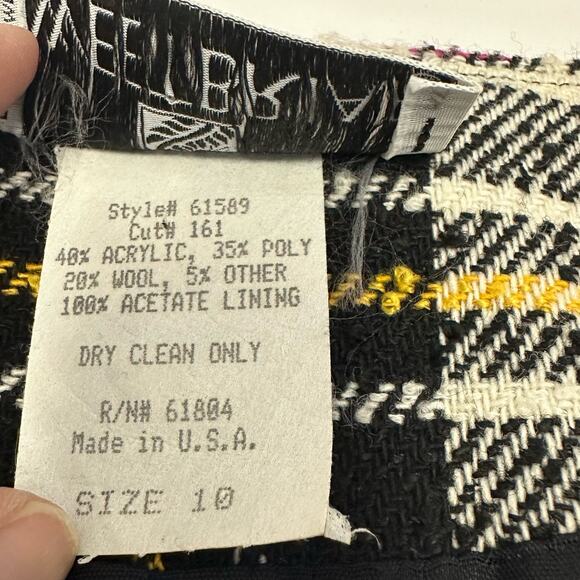 Style# 61589
Cut# 161
40% ACRYLIC, 35% POLY
20% WOOL, 5% OTHER
100% ACETATE LINING
DRY CLEAN ONLY
R/N# 61804
Made in U.S.A.
SIZE 10